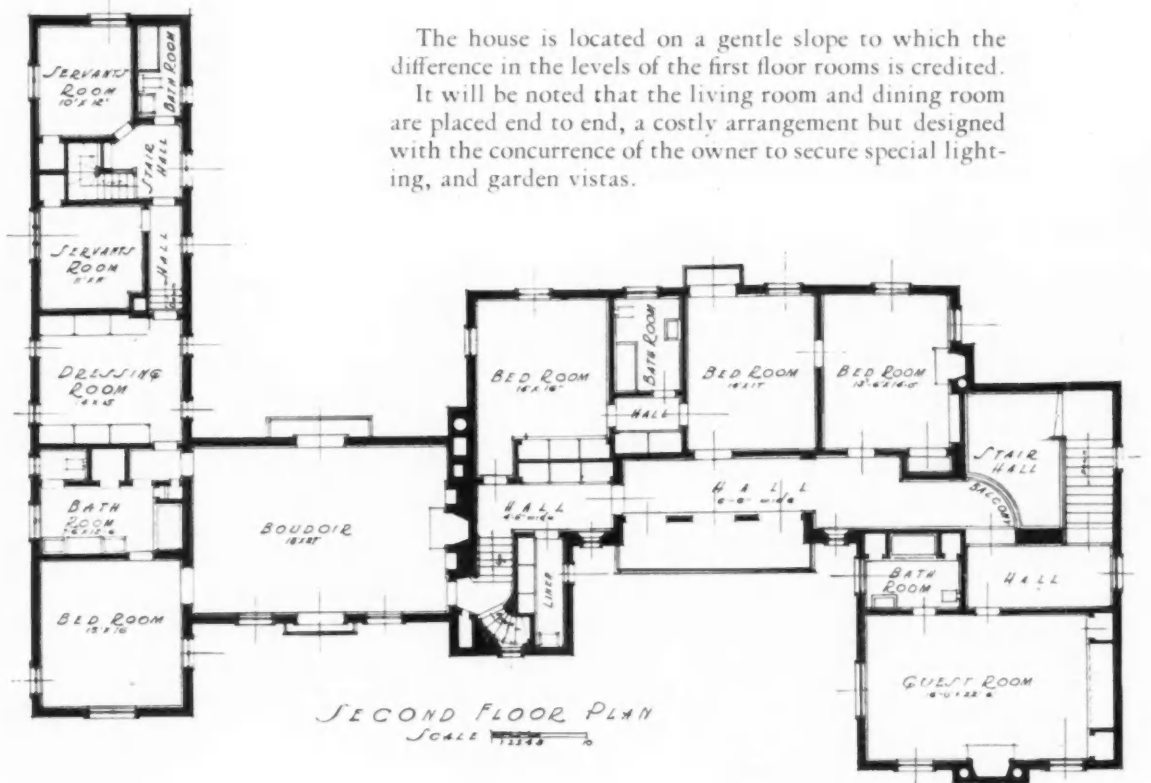 The house is located on a gentle slope to which the
difference in the levels of the first floor rooms is credited.
It will be noted that the living room and dining room
are placed end to end, a costly arrangement but designed
with the concurrence of the owner to secure special light-
ing, and garden vistas.
SERVANTS
ROOM
10' X 12'
BATH ROOM
STAIR
HALL
SERVANTS
ROOM
HALL
DRESSING
ROOM
BATH
ROOM
BED ROOM
15' X 16'
BOUDOIR
BED ROOM
BATH ROOM
HALL
BED ROOM
BED ROOM
STAIR
HALL
BALCONY
HALL
HALL
LINEN
BATH
ROOM
HALL
GUEST ROOM
SECOND FLOOR PLAN
SCALE
10